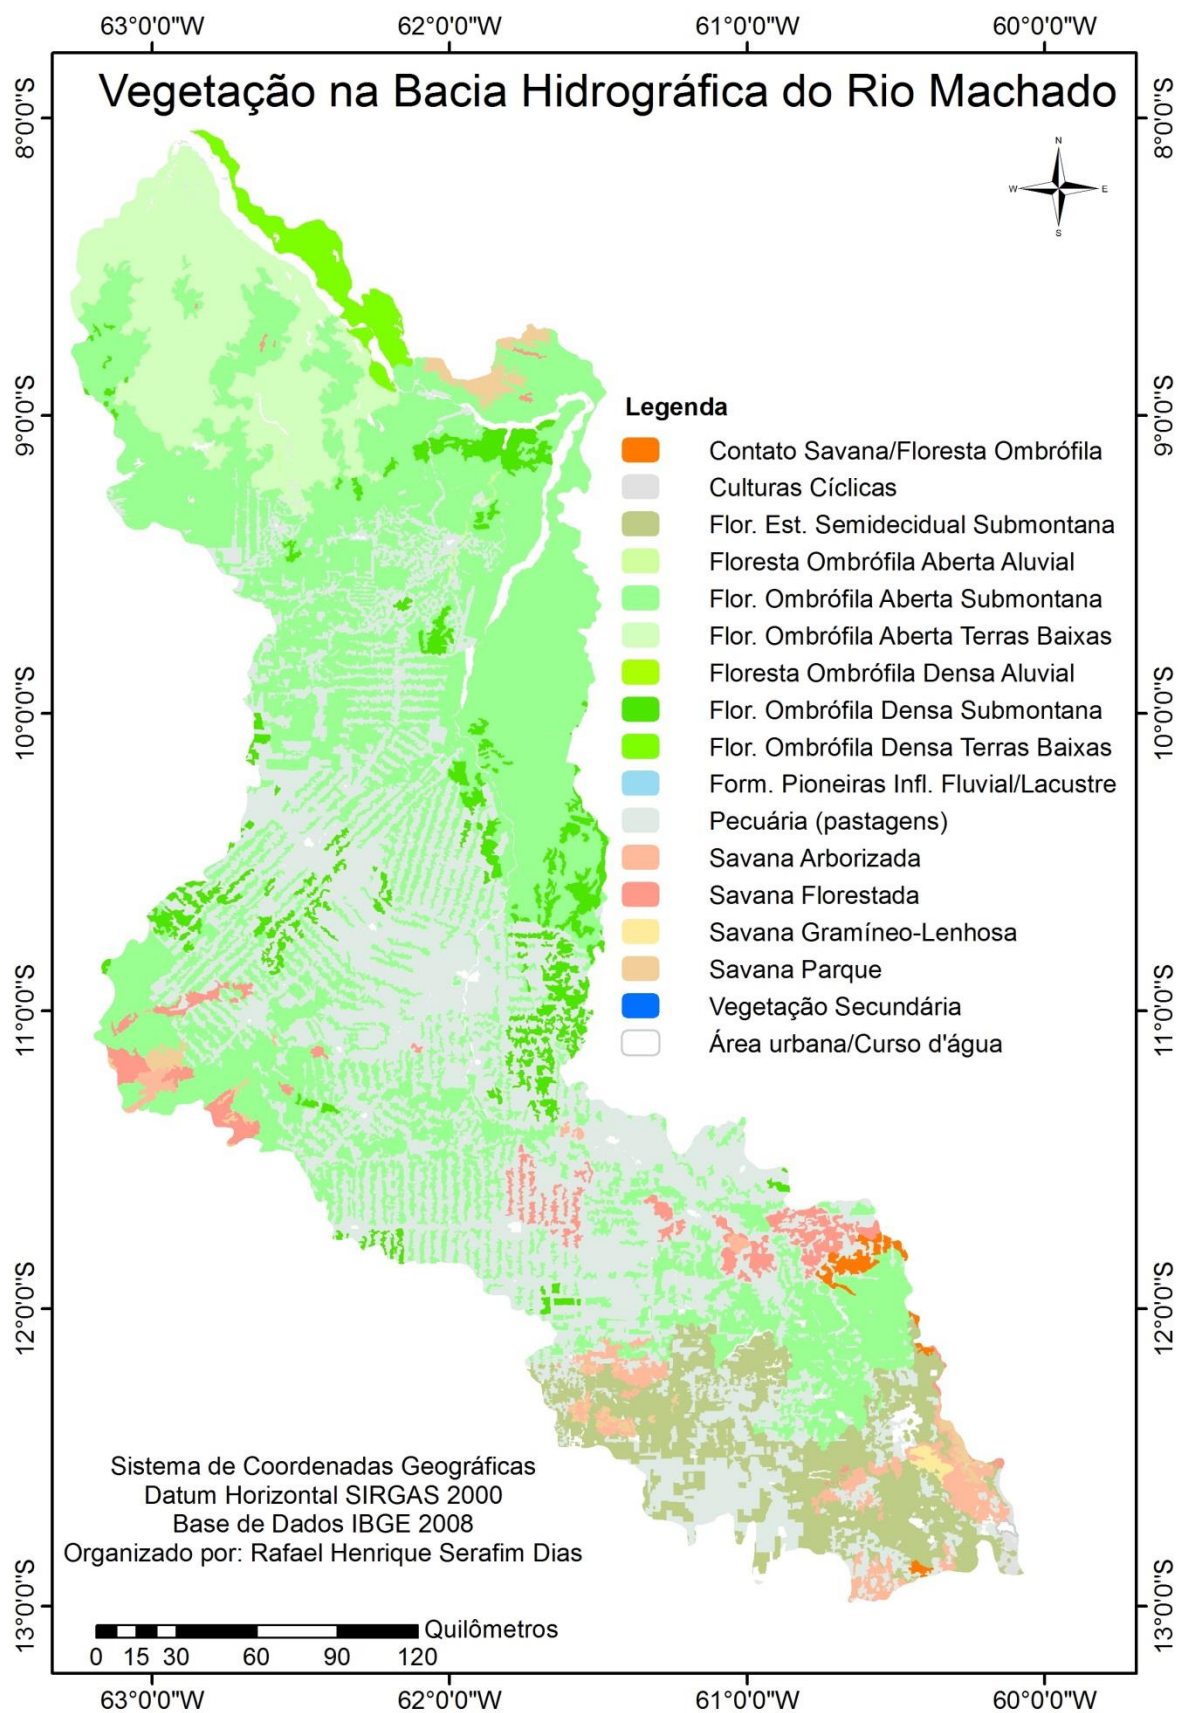 63°0'0"W 62°0'0"W 61°0'0"W 60°0'0"W
Vegetação na Bacia Hidrográfica do Rio Machado
8°0'0"S 8°0'0"S
N
W E
S
9°0'0"S 9°0'0"S
Legenda
Contato Savana/Floresta Ombrófila
Culturas Cíclicas
Flor. Est. Semidecidual Submontana
Floresta Ombrófila Aberta Aluvial
Flor. Ombrófila Aberta Submontana
Flor. Ombrófila Aberta Terras Baixas
Floresta Ombrófila Densa Aluvial
Flor. Ombrófila Densa Submontana
10°0'0"S 10°0'0"S
Flor. Ombrófila Densa Terras Baixas
Form. Pioneiras Infl. Fluvial/Lacustre
Pecuária (pastagens)
Savana Arborizada
Savana Florestada
Savana Gramíneo-Lenhosa
Savana Parque
Vegetação Secundária
11°0'0"S 11°0'0"S
Área urbana/Curso d'água
12°0'0"S 12°0'0"S
Sistema de Coordenadas Geográficas
Datum Horizontal SIRGAS 2000
Base de Dados IBGE 2008
Organizado por: Rafael Henrique Serafim Dias
13°0'0"S 13°0'0"S
Quilômetros
0 15 30 60 90 120
63°0'0"W 62°0'0"W 61°0'0"W 60°0'0"W